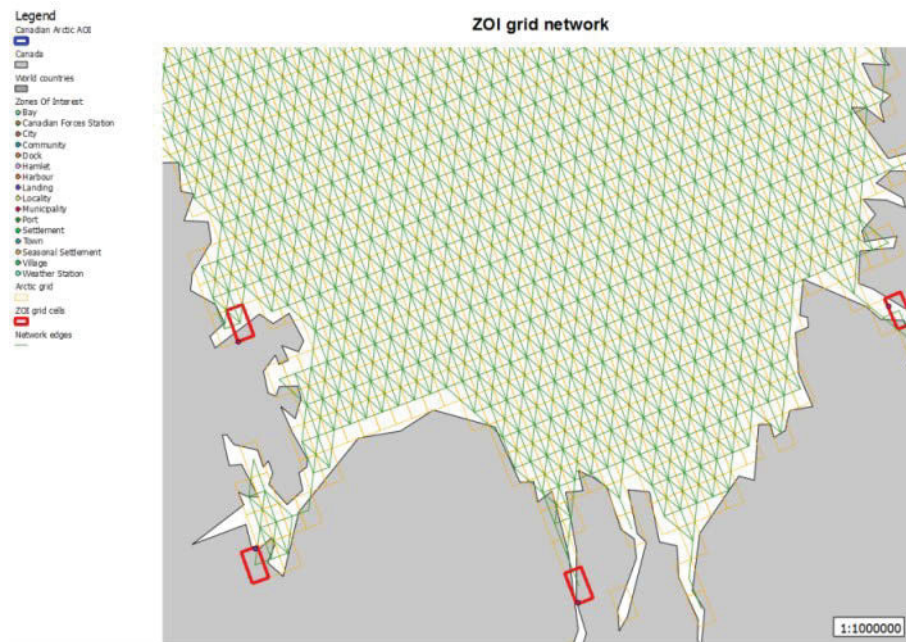 Legend
Canadian Arctic AOI
Canada
World countries
Zones Of Interest
Bay
Canadian Forces Station
City
Community
Dock
Hamlet
Harbour
Landing
Locality
Municipality
Port
Settlement
Town
Seasonal Settlement
Village
Weather Station
Arctic grid
ZOI grid cells
Network edges
ZOI grid network
1:1000000